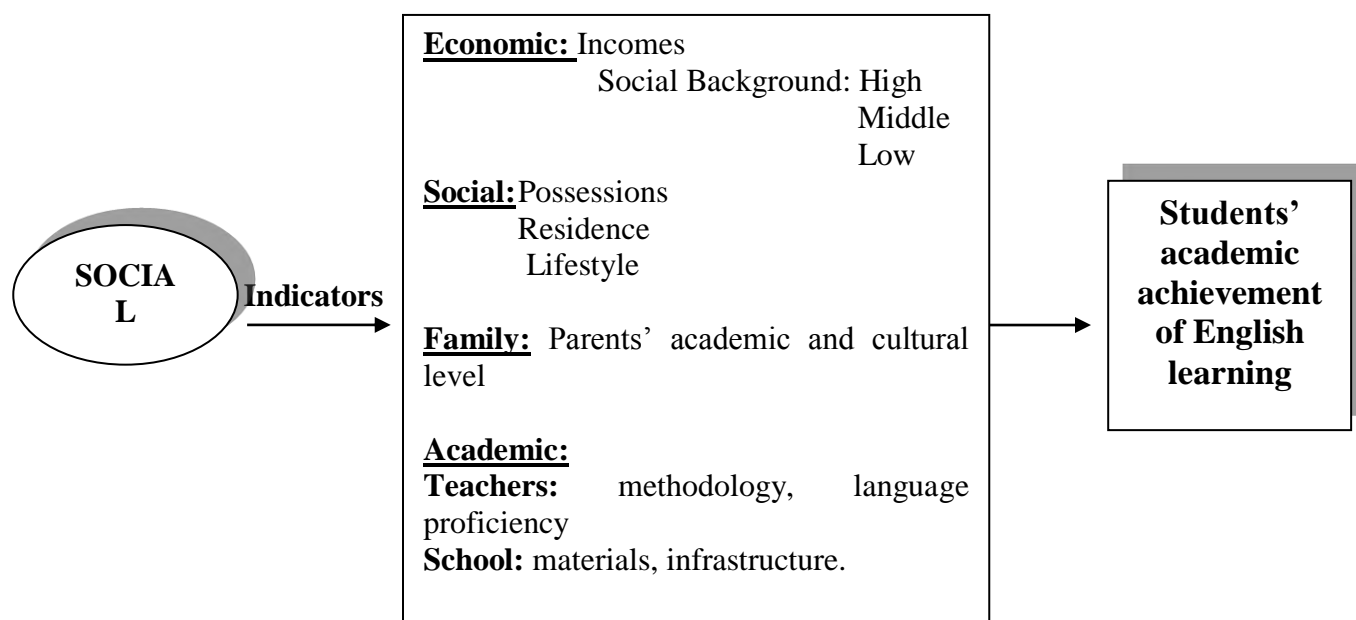 SOCIA
L
Indicators
Economic: Incomes
Social Background: High
Middle
Low
Social:Possessions
Residence
Lifestyle
Family: Parents’ academic and cultural
level
Academic:
Teachers: methodology, language
proficiency
School: materials, infrastructure.
Students’
academic
achievement
of English
learning